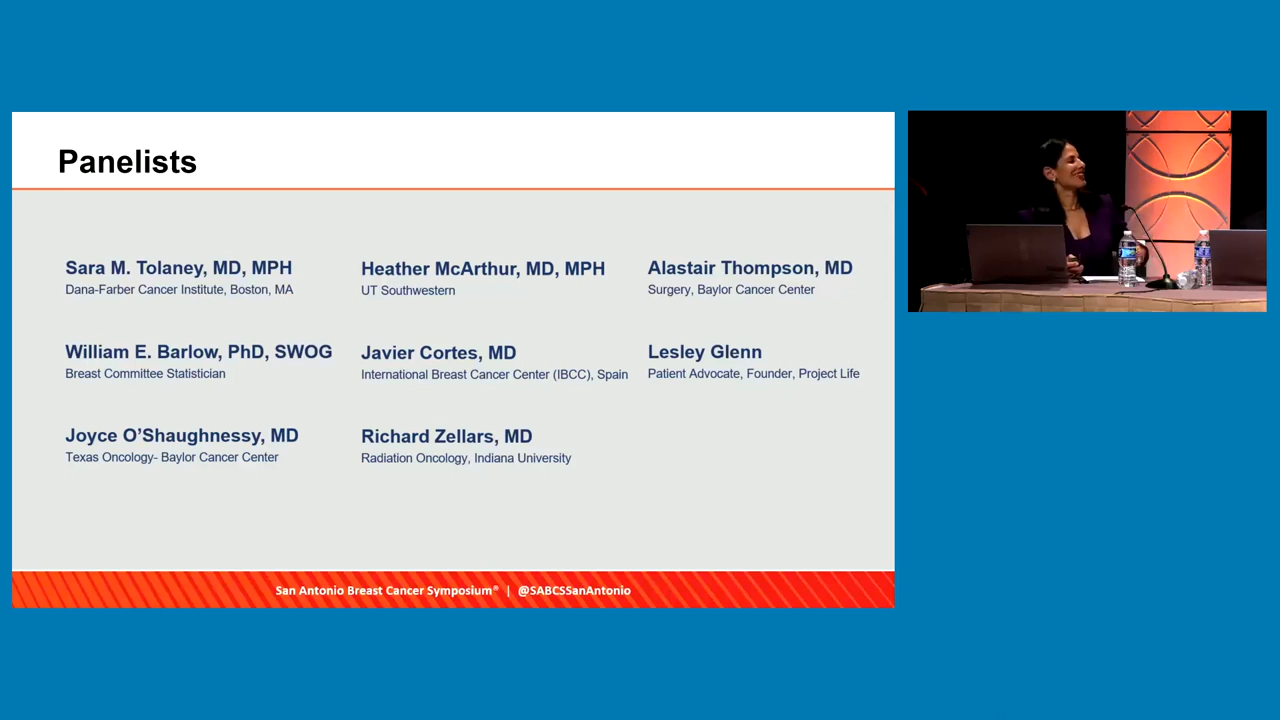 Panelists
Sara M. Tolaney, MD, MPH
Dana-Farber Cancer Institute, Boston, MA
Heather McArthur, MD, MPH
UT Southwestern
Alastair Thompson, MD
Surgery, Baylor Cancer Center
William E. Barlow, PhD, SWOG
Breast Committee Statistician
Javier Cortes, MD
International Breast Cancer Center (IBCC), Spain
Lesley Glenn
Patient Advocate, Founder, Project Life
Joyce O’Shaughnessy, MD
Texas Oncology- Baylor Cancer Center
Richard Zellars, MD
Radiation Oncology, Indiana University
San Antonio Breast Cancer Symposium® | @SABCSSanAntonio